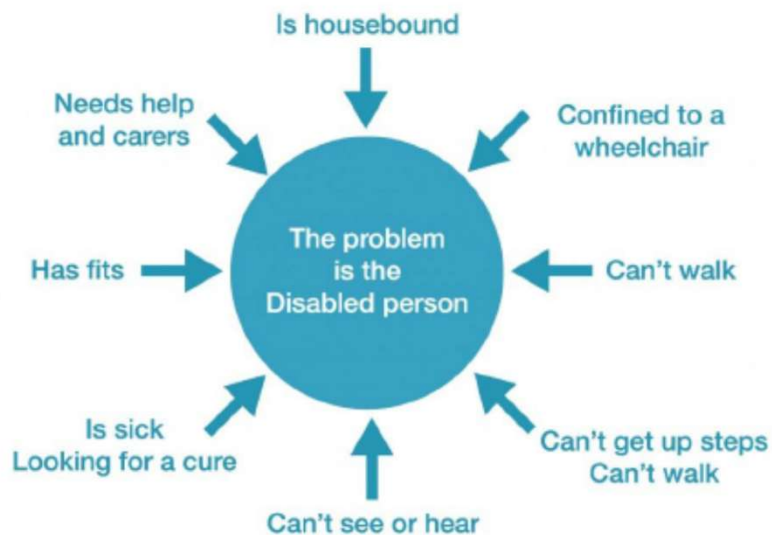 Is housebound
Needs help
and carers
Confined to a
wheelchair
The problem
is the
Disabled person
Has fits
Can't walk
Is sick
Looking for a cure
Can't get up steps
Can't walk
Can't see or hear